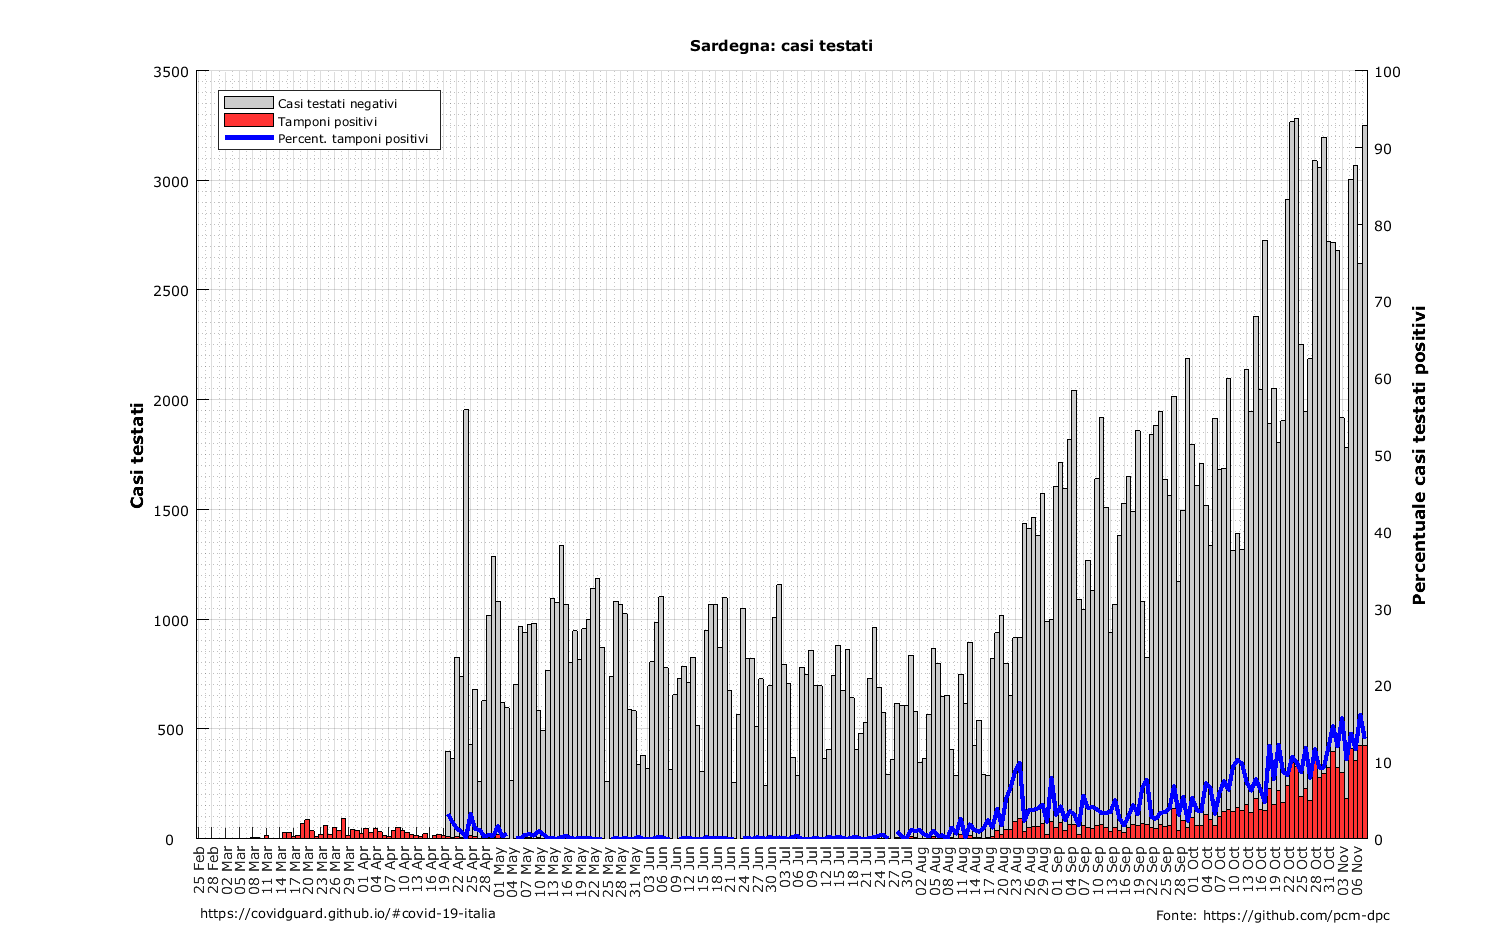 Sardegna: casi testati
3500
3000
2500
2000
1500
1000
500
0
Casi testati
Casi testati negativi
Tamponi positivi
Percent. tamponi positivi
100
90
80
70
60
50
40
30
20
10
0
Percentuale casi testati positivi
25 Feb
28 Feb
02 Mar
05 Mar
08 Mar
11 Mar
14 Mar
17 Mar
20 Mar
23 Mar
26 Mar
29 Mar
01 Apr
04 Apr
07 Apr
10 Apr
13 Apr
16 Apr
19 Apr
22 Apr
25 Apr
28 Apr
01 May
04 May
07 May
10 May
13 May
16 May
19 May
22 May
25 May
28 May
31 May
03 Jun
06 Jun
09 Jun
12 Jun
15 Jun
18 Jun
21 Jun
24 Jun
27 Jun
30 Jun
03 Jul
06 Jul
09 Jul
12 Jul
15 Jul
18 Jul
21 Jul
24 Jul
27 Jul
30 Jul
02 Aug
05 Aug
08 Aug
11 Aug
14 Aug
17 Aug
20 Aug
23 Aug
26 Aug
29 Aug
01 Sep
04 Sep
07 Sep
10 Sep
13 Sep
16 Sep
19 Sep
22 Sep
25 Sep
28 Sep
01 Oct
04 Oct
07 Oct
10 Oct
13 Oct
16 Oct
19 Oct
22 Oct
25 Oct
28 Oct
31 Oct
03 Nov
06 Nov
https://covidguard.github.io/#covid-19-italia
Fonte: https://github.com/pcm-dpc